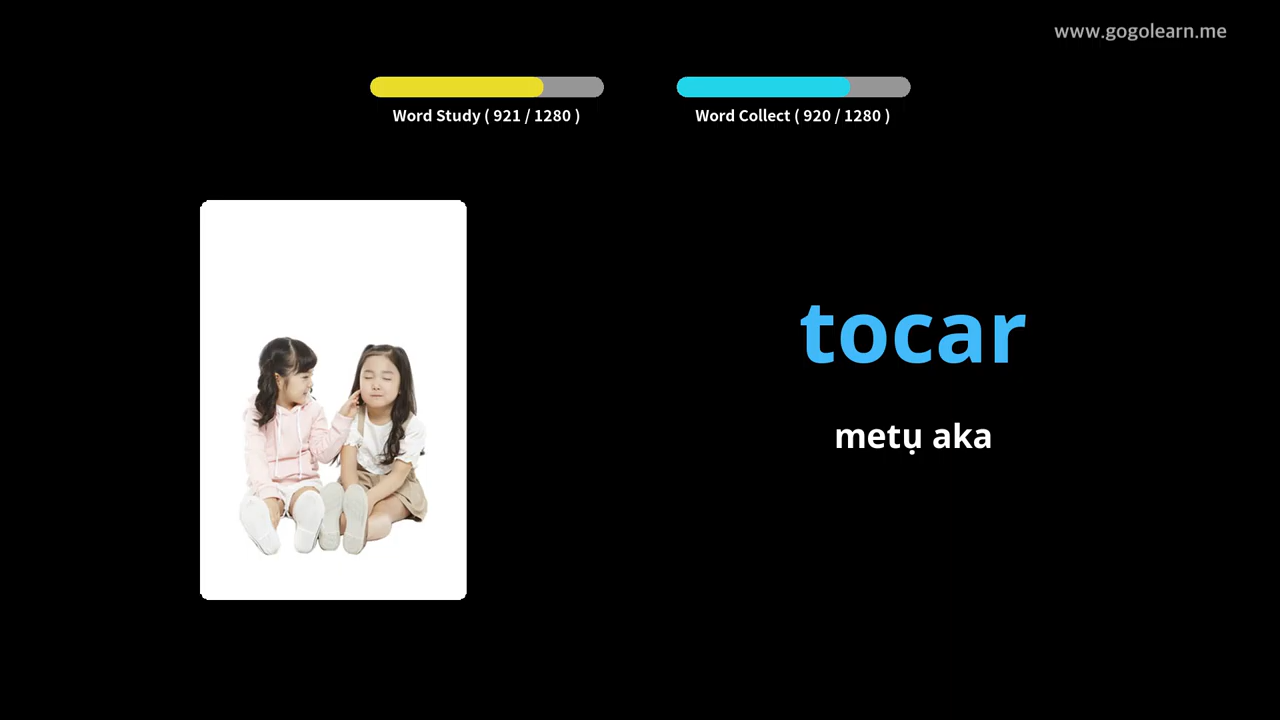 www.gogolearn.me
Word Study ( 921 / 1280 )
Word Collect ( 920 / 1280 )
tocar
metụ aka